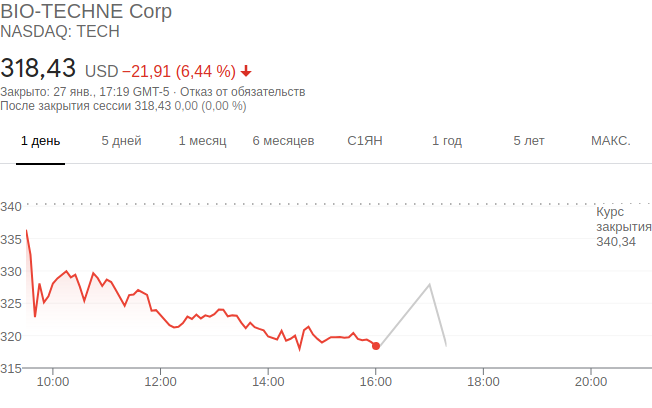 BIO-TECHNE Corp
NASDAQ: TECH
318,43 USD −21,91 (6,44 %)
Закрыто: 27 янв., 17:19 GMT-5 · Отказ от обязательств
После закрытия сессии 318,43 0,00 (0,00 %)
1 день 5 дней 1 месяц 6 месяцев С1ЯН 1 год 5 лет МАКС.
340
Курс
закрытия
335
340,34
330
325
320
315
10:00 12:00 14:00 16:00 18:00 20:00